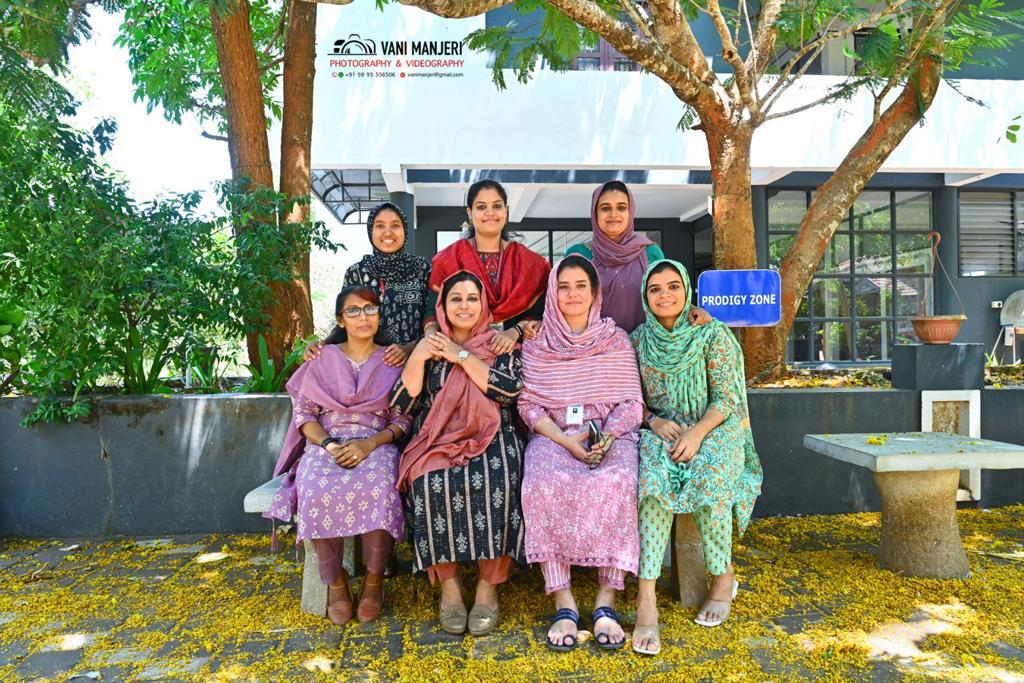 VANI MANJERI
PHOTOGRAPHY & VIDEOGRAPHY
+91 98 95 556506 vanimanjeri@gmail.com
PRODIGY ZONE